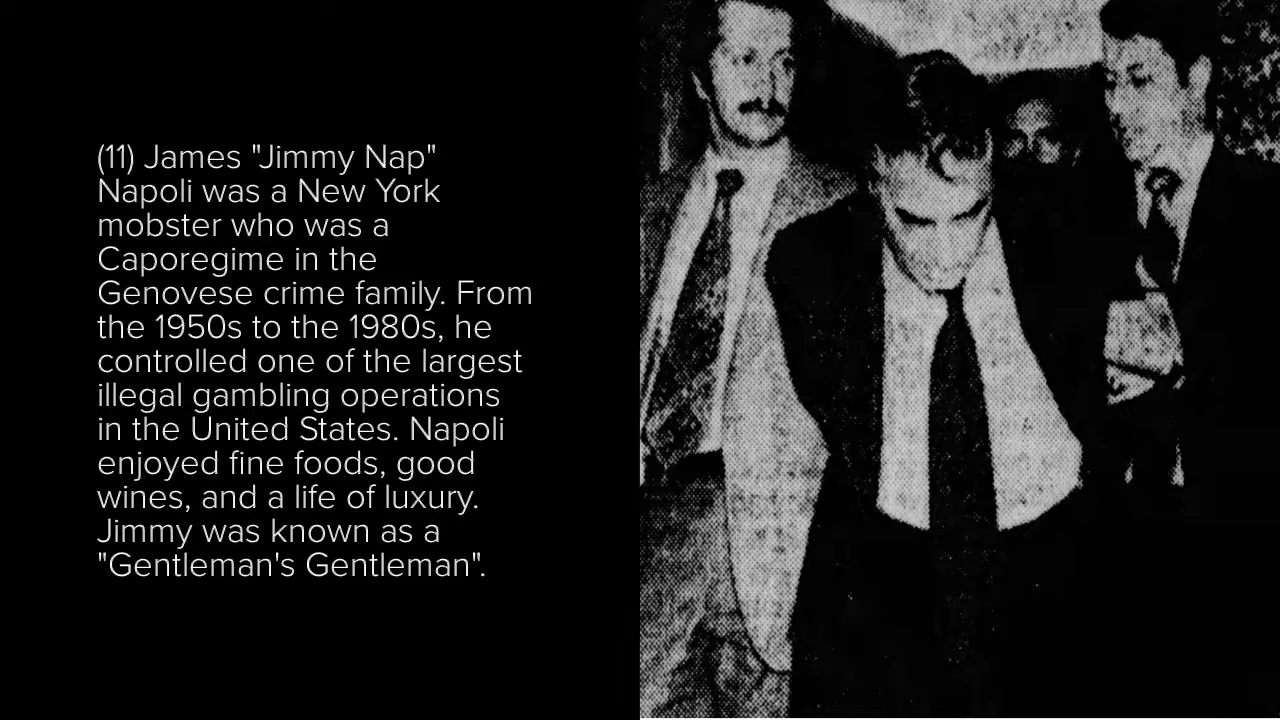 (11) James "Jimmy Nap"
Napoli was a New York
mobster who was a
Caporegime in the
Genovese crime family. From
the 1950s to the 1980s, he
controlled one of the largest
illegal gambling operations
in the United States. Napoli
enjoyed fine foods, good
wines, and a life of luxury.
Jimmy was known as a
"Gentleman's Gentleman".